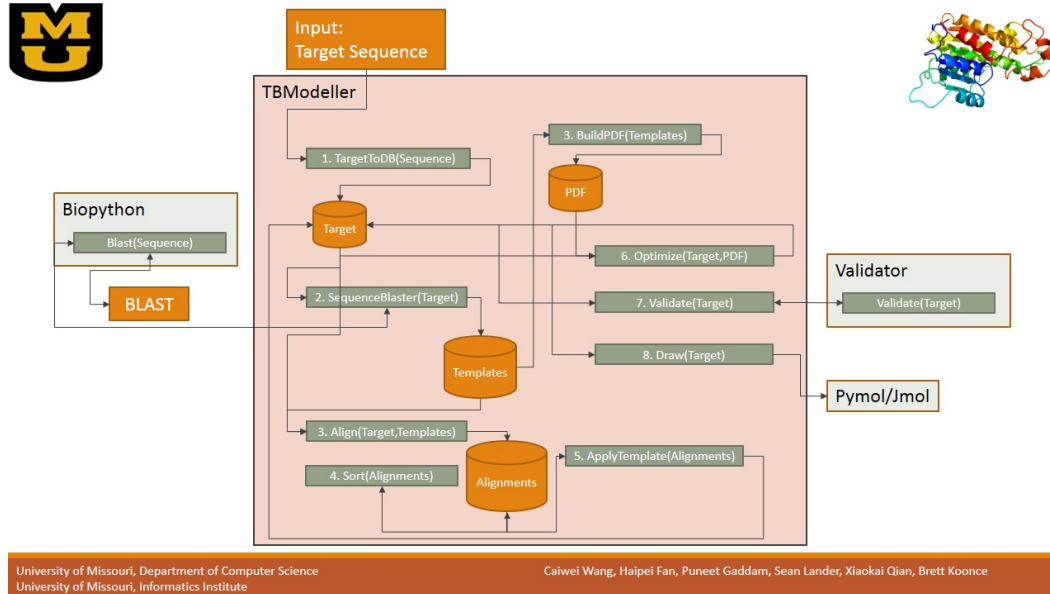 MU
Input:
Target Sequence
TBModeller
3. BuildPDF(Templates)
1. TargetToDB(Sequence)
PDF
Biopython
Target
Blast(Sequence)
6. Optimize(Target,PDF)
Validator
BLAST
2. SequenceBlaster(Target)
7. Validate(Target)
Validate(Target)
8. Draw(Target)
Templates
Pymol/Jmol
3. Align(Target,Templates)
5. ApplyTemplate(Alignments)
4. Sort(Alignments)
Alignments
University of Missouri, Department of Computer Science
University of Missouri, Informatics Institute
Caiwei Wang, Haipei Fan, Puneet Gaddam, Sean Lander, Xiaokai Qian, Brett Koonce